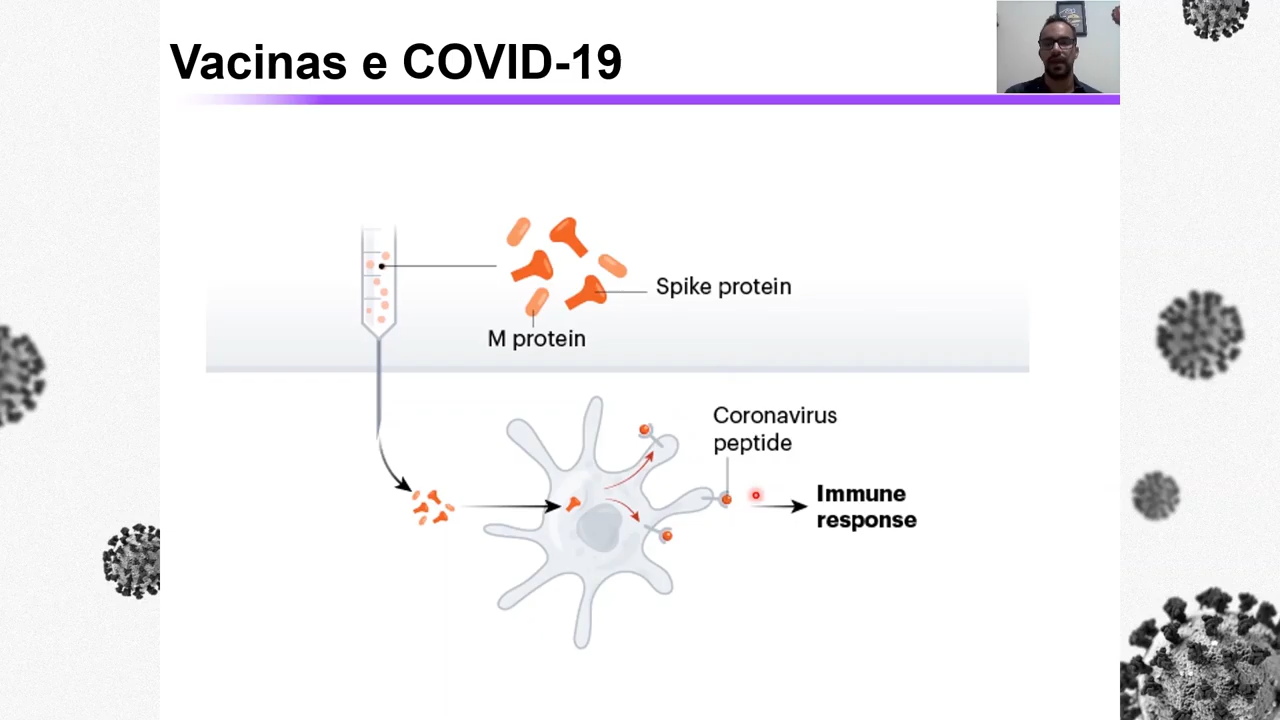 Vacinas e COVID-19
Spike protein
M protein
Coronavirus
peptide
Immune
response